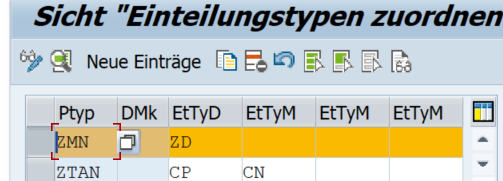 Sicht "Einteilungstypen zuordnen
Neue Einträge
Ptyp DMk EtTyD EtTyM EtTyM EtTyM
ZMN ZD
ZTAN CP CN